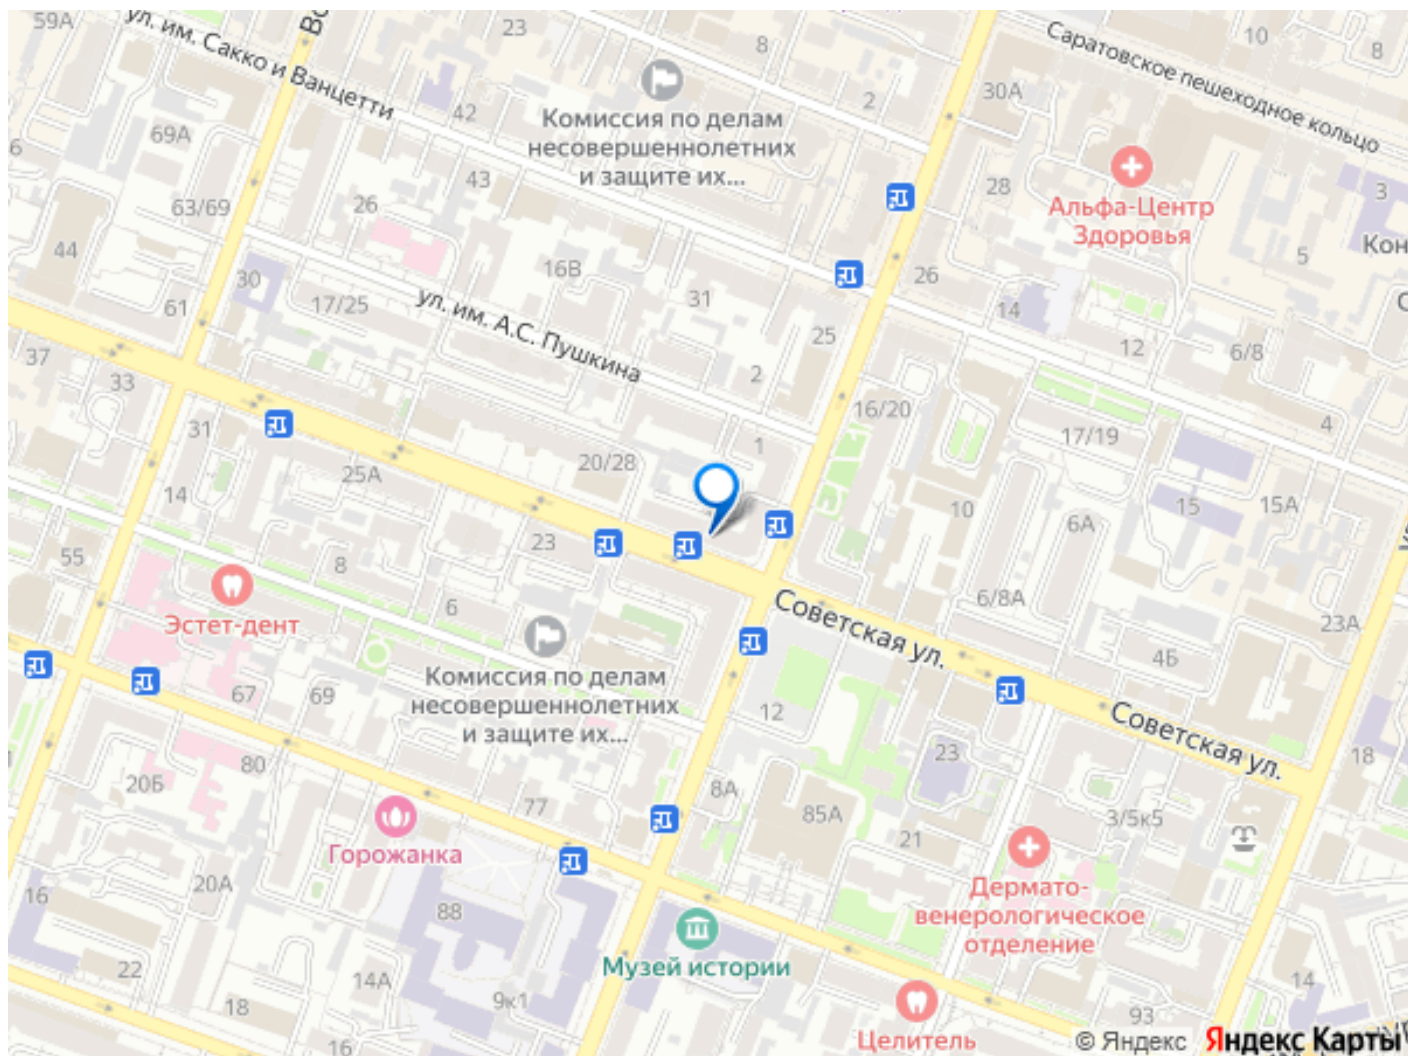 59А
ул. им. Сакко и Ванцетти
Во
23
8
Саратовское пешеходное кольцо
10
8
69А
42
Комиссия по делам
несовершеннолетних
и защите их...
2
30А
6
43
28
Альфа-Центр
Здоровья
3
63/69
26
44
16В
26
5
Кон
30
17/25
ул. им. А.С. Пушкина
31
14
61
25
12
6/8
37
33
2
16/20
4
31
1
17/19
20/28
25А
14
10
15
15А
6А
23
55
8
6
6/8А
23А
Эстет-дент
Советская ул.
4Б
Комиссия по делам
несовершеннолетних
и защите их...
67
69
12
Советская ул.
23
18
80
20Б
8А
77
85А
3/5к5
21
Горожанка
20А
16
88
Дермато-
венерологическое
отделение
Музей истории
22
14А
14
18
9к1
93
16
Целитель
© Яндекс
Яндекс Карты